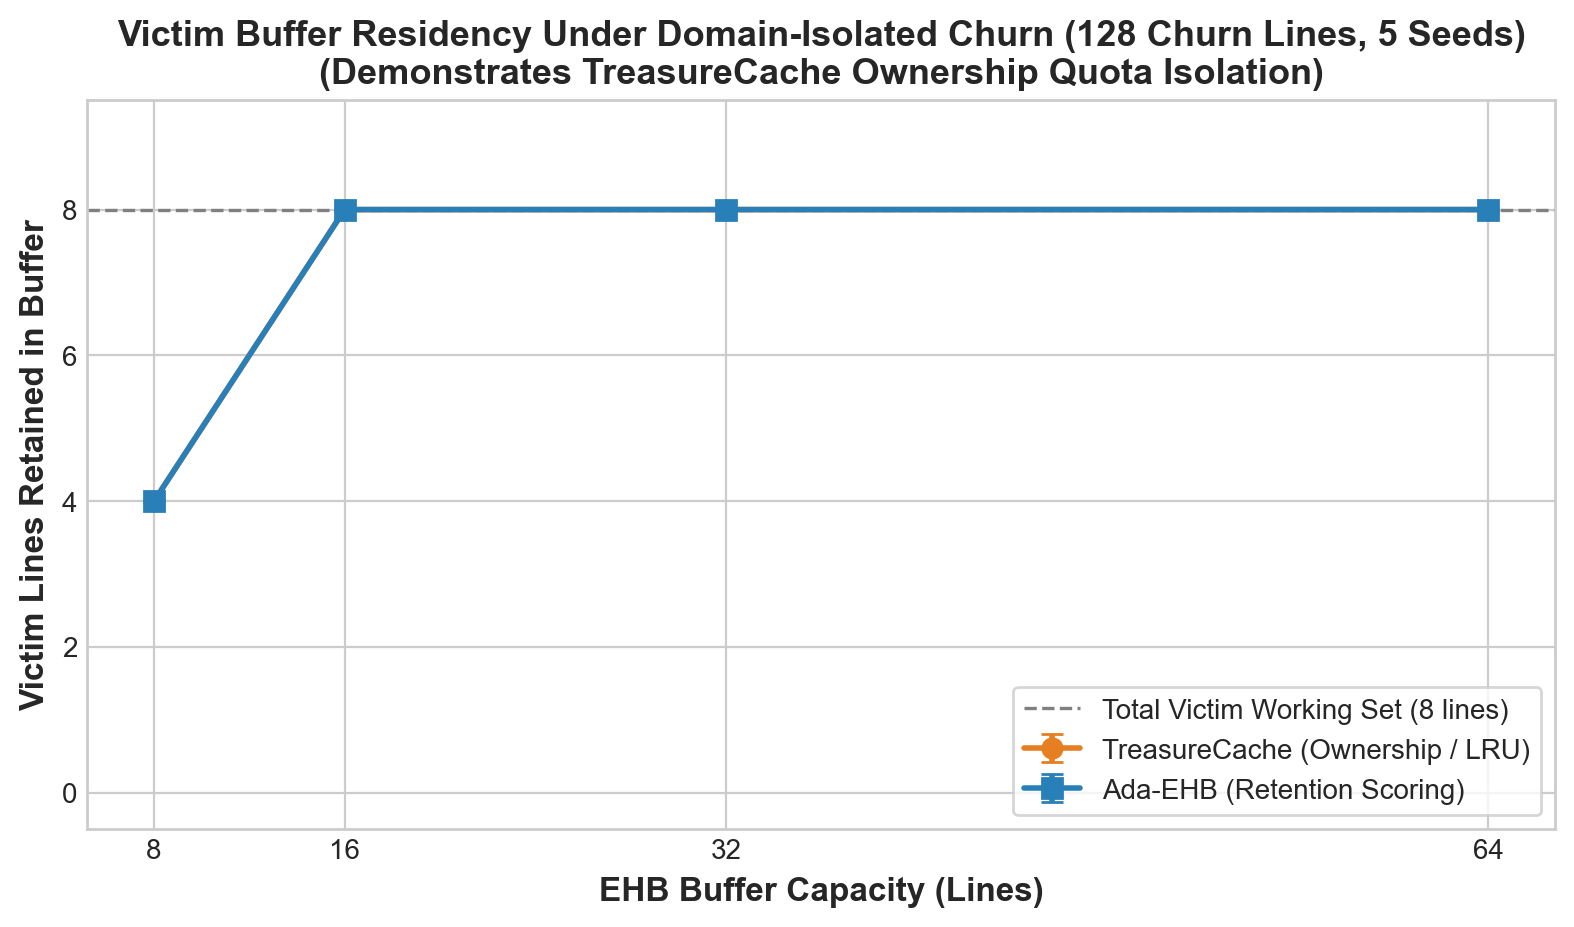 Victim Buffer Residency Under Domain-Isolated Churn (128 Churn Lines, 5 Seeds)
(Demonstrates TreasureCache Ownership Quota Isolation)
Victim Lines Retained in Buffer
8
6
4
2
0
Total Victim Working Set (8 lines)
TreasureCache (Ownership / LRU)
Ada-EHB (Retention Scoring)
8 16 32 64
EHB Buffer Capacity (Lines)